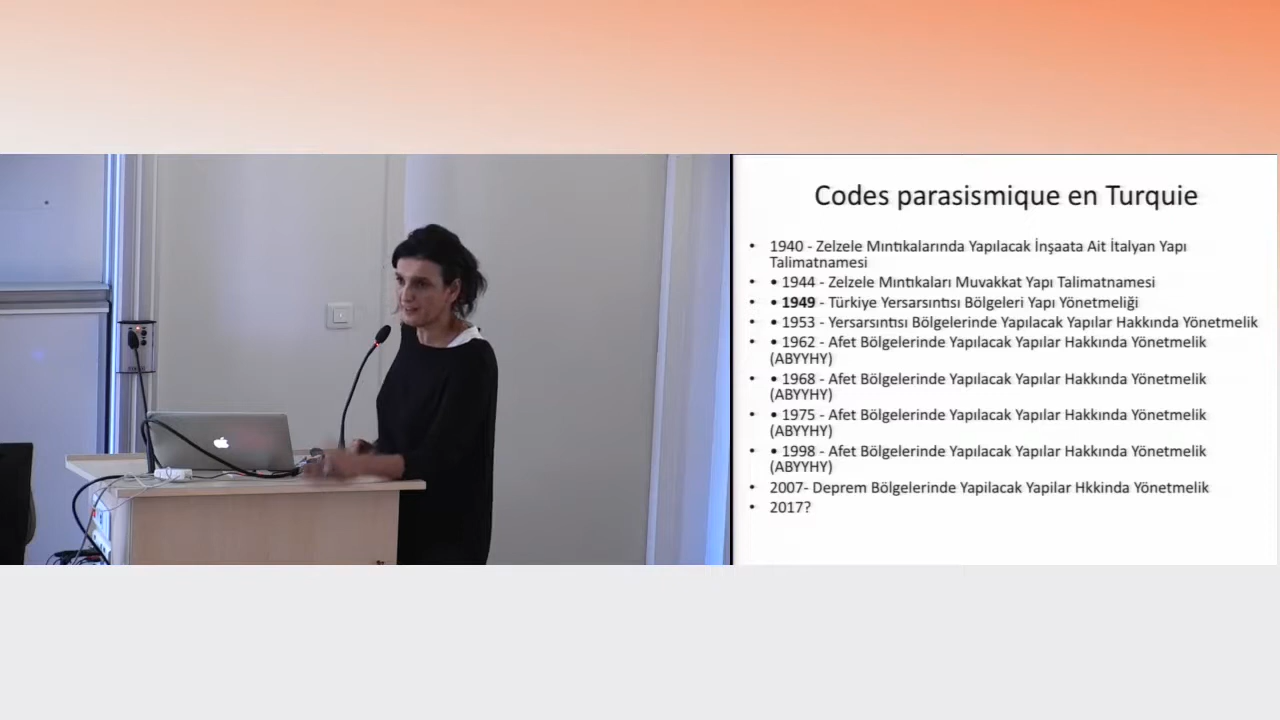 Codes parasismique en Turquie
• 1940 - Zelzele Mıntıkalarında Yapılacak İnşaata Ait İtalyan Yapı
Talimatnamesi
• • 1944 - Zelzele Mıntıkaları Muvakkat Yapı Talimatnamesi
• • 1949 - Türkiye Yersarsıntısı Bölgeleri Yapı Yönetmeliği
• • 1953 - Yersarsıntısı Bölgelerinde Yapılacak Yapılar Hakkında Yönetmelik
• • 1962 - Afet Bölgelerinde Yapılacak Yapılar Hakkında Yönetmelik
(ABYYHY)
• • 1968 - Afet Bölgelerinde Yapılacak Yapılar Hakkında Yönetmelik
(ABYYHY)
• • 1975 - Afet Bölgelerinde Yapılacak Yapılar Hakkında Yönetmelik
(ABYYHY)
• • 1998 - Afet Bölgelerinde Yapılacak Yapılar Hakkında Yönetmelik
(ABYYHY)
• 2007- Deprem Bölgelerinde Yapilacak Yapilar Hkkinda Yönetmelik
• 2017?